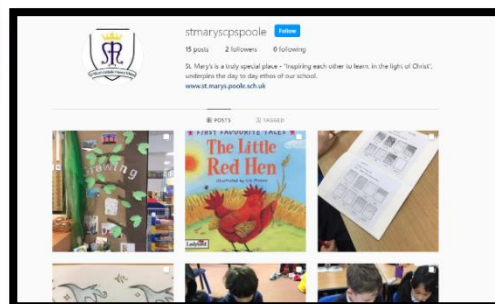 stmaryscpspoole Follow
15 posts 2 followers 0 following
St. Mary's is a truly special place - "Inspiring each other to learn, in the light of Christ",
underpins the day to day ethos of our school.
www.st.marys.poole.sch.uk
POSTS TAGGED
Growing
FIRST FAVOURITE TALES
The Little
Red Hen
Ladybird